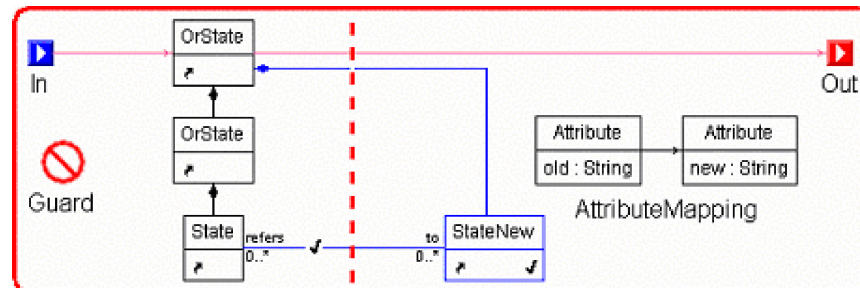 OrState
In
Out
OrState
Attribute
Attribute
old : String
new : String
Guard
AttributeMapping
State
refers
0..*
to
0..*
StateNew